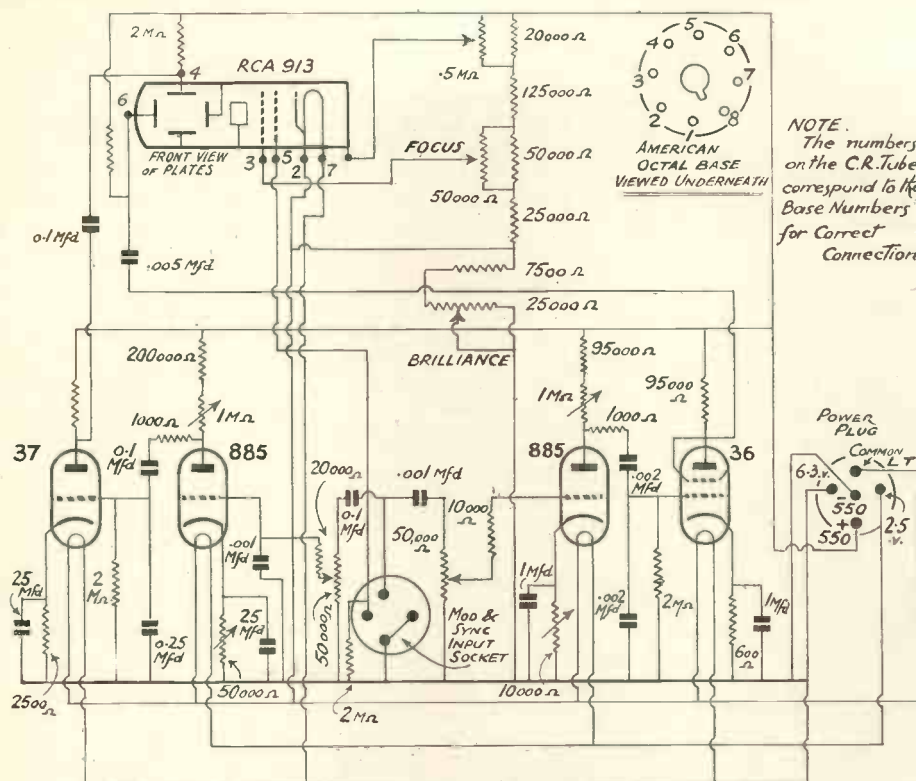 2 MΩ
RCA 913
4
6
FRONT VIEW
OF PLATES
3
5
2
7
FOCUS
.5 MΩ
20000 Ω
125000 Ω
50000 Ω
50000 Ω
25000 Ω
7500 Ω
25000 Ω
BRILLIANCE
5
4
6
3
7
2
8
1
AMERICAN
OCTAL BASE
VIEWED UNDERNEATH
NOTE.
The numbers
on the C.R. Tube
correspond to the
Base Numbers
for Correct
Connection
0.1 Mfd
.005 Mfd
200000 Ω
1000 Ω
1 MΩ
37
0.1
Mfd
885
20000
Ω
0.1
Mfd
.001 Mfd
10000
Ω
50,000
Ω
95000 Ω
1 MΩ
1000
Ω
95000
Ω
885
.002
Mfd
36
POWER
PLUG
COMMON
L T
6.3 v.
-
550
+
550
2.5
v.
25
Mfd
2
MΩ
0.25
Mfd
.001
Mfd
25
Mfd
50000 Ω
2500 Ω
50000 Ω
MOD &
SYNC
INPUT
SOCKET
2 MΩ
1 Mfd
10000 Ω
.002
Mfd
2 MΩ
600
Ω
1 Mfd